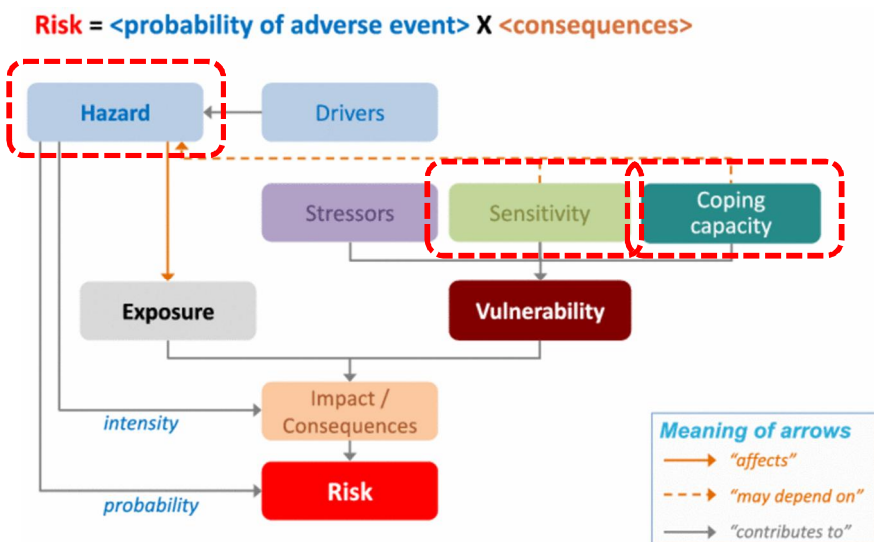 Risk = <probability of adverse event> X <consequences>
Hazard
Drivers
Stressors
Sensitivity
Coping
capacity
Exposure
Vulnerability
Impact /
Consequences
intensity
Risk
probability
Meaning of arrows
“affects”
“may depend on”
“contributes to”